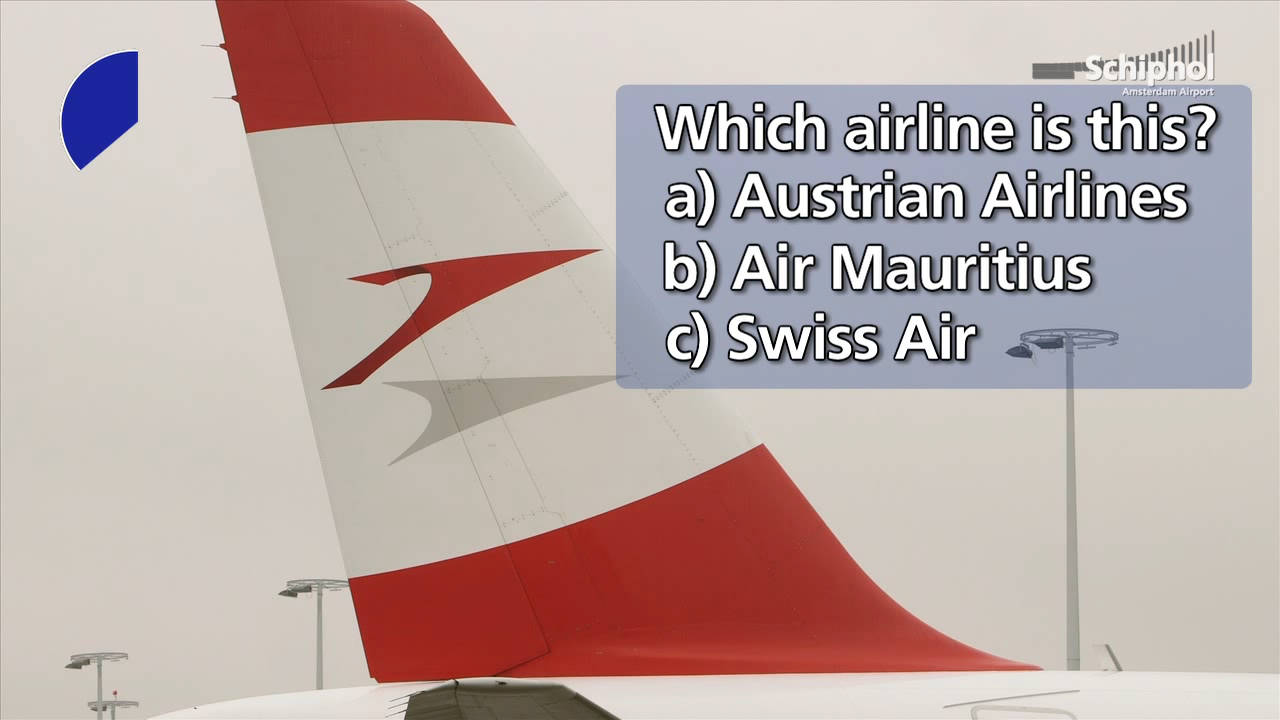 Schiphol
Amsterdam Airport
Which airline is this?
a) Austrian Airlines
b) Air Mauritius
c) Swiss Air